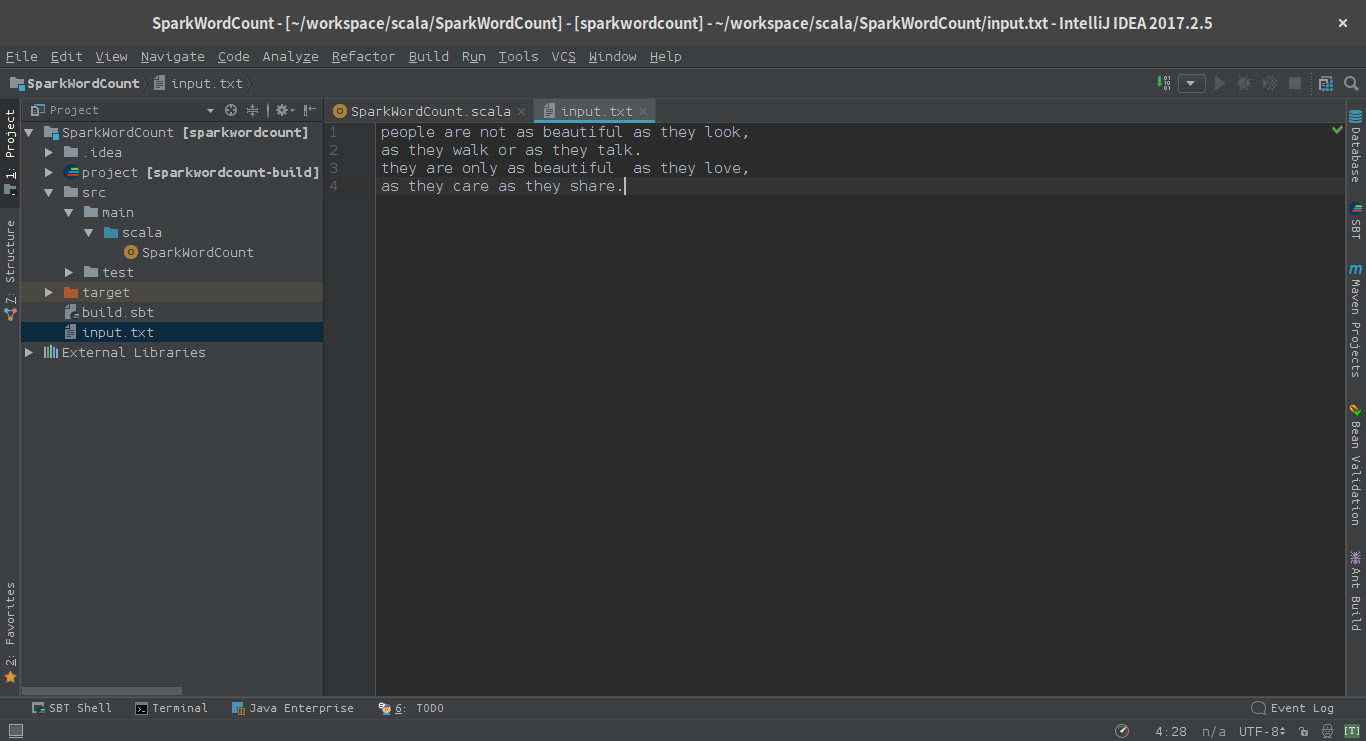 SparkWordCount - [~/workspace/scala/SparkWordCount] - [sparkwordcount] - ~/workspace/scala/SparkWordCount/input.txt - IntelliJ IDEA 2017.2.5
File Edit View Navigate Code Analyze Refactor Build Run Tools VCS Window Help
SparkWordCount input.txt
Project
SparkWordCount.scala input.txt
SparkWordCount [sparkwordcount]
.idea
project [sparkwordcount-build]
src
main
scala
SparkWordCount
test
target
build.sbt
input.txt
External Libraries
1 people are not as beautiful as they look,
2 as they walk or as they talk.
3 they are only as beautiful  as they love,
4 as they care as they share.
1: Project
7: Structure
2: Favorites
Database
SBT
Maven Projects
Bean Validation
Ant Build
SBT Shell Terminal Java Enterprise 6: TODO Event Log
4:28 n/a UTF-8 [T]